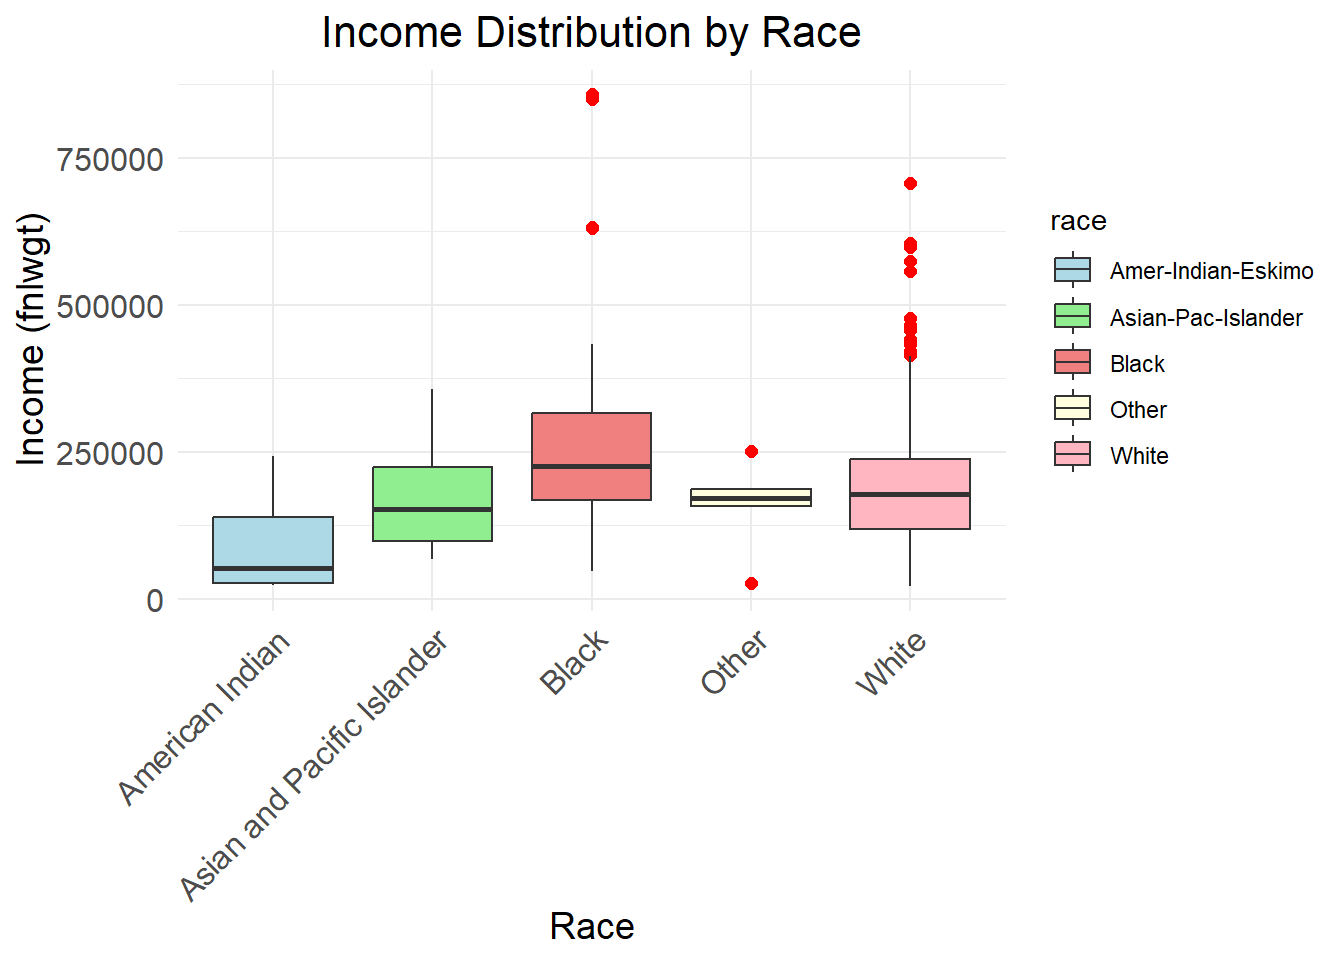 Income Distribution by Race
Income (fnlwgt)
750000
500000
250000
0
American Indian
Asian and Pacific Islander
Black
Other
White
Race
race
Amer-Indian-Eskimo
Asian-Pac-Islander
Black
Other
White